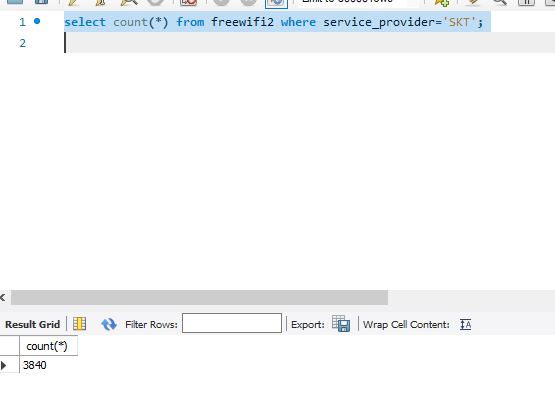 1 select count(*) from freewifi2 where service_provider='SKT';
2
Result Grid Filter Rows: Export: Wrap Cell Content:
count(*)
3840